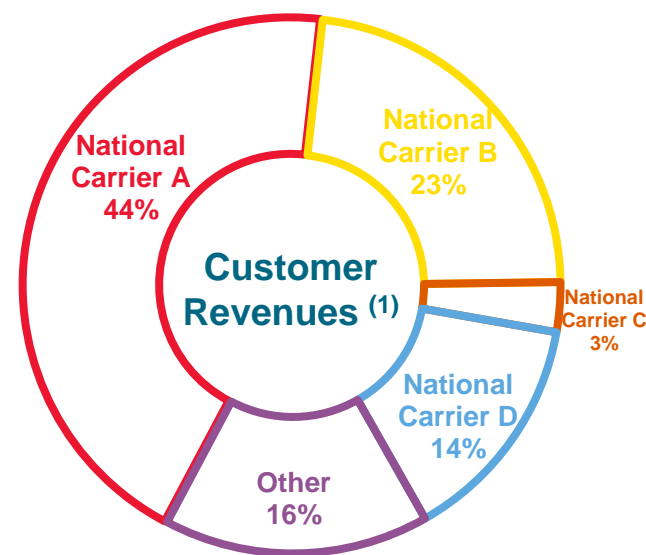 National
Carrier A
44%
National
Carrier B
23%
Customer
Revenues (1)
National
Carrier C
3%
National
Carrier D
14%
Other
16%